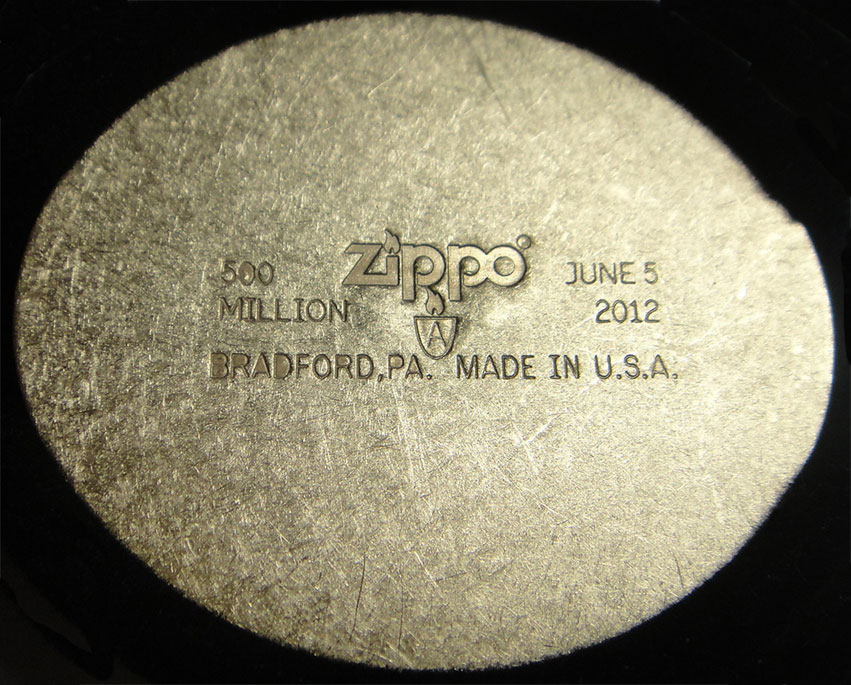 500 zippo® JUNE 5
MILLION A 2012
BRADFORD,PA. MADE IN U.S.A.